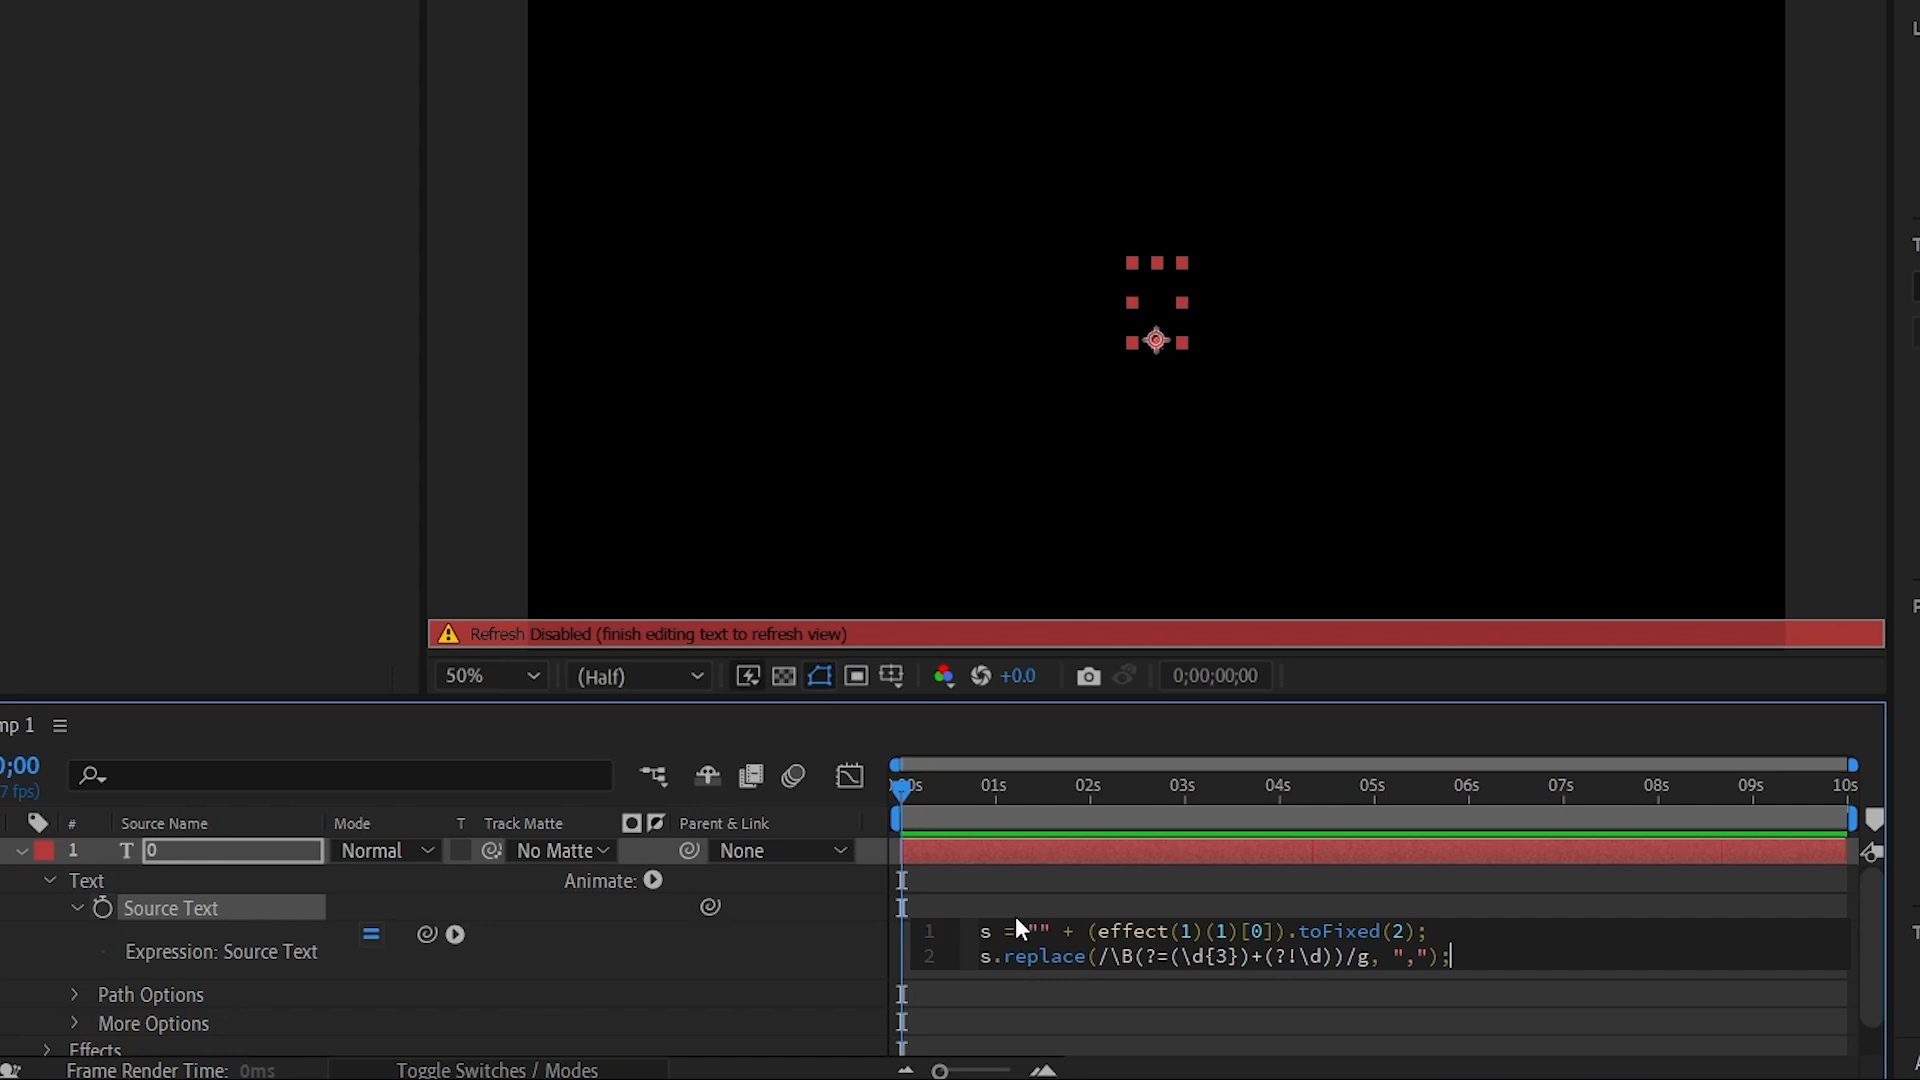 Refresh Disabled (finish editing text to refresh view)
50%
(Half)
+0.0
0;00;00;00
mp 1
0;00
7 fps)
01s 02s 03s 04s 05s 06s 07s 08s 09s 10s
# Source Name Mode T Track Matte Parent & Link
1 T 0 Normal No Matte None
Text Animate:
Source Text
Expression: Source Text
1 s = "" + (effect(1)(1)[0]).toFixed(2);
2 s.replace(/\B(?=(\d{3})+(?!\d))/g, ",");
Path Options
More Options
Effects
Frame Render Time: 0ms Toggle Switches / Modes